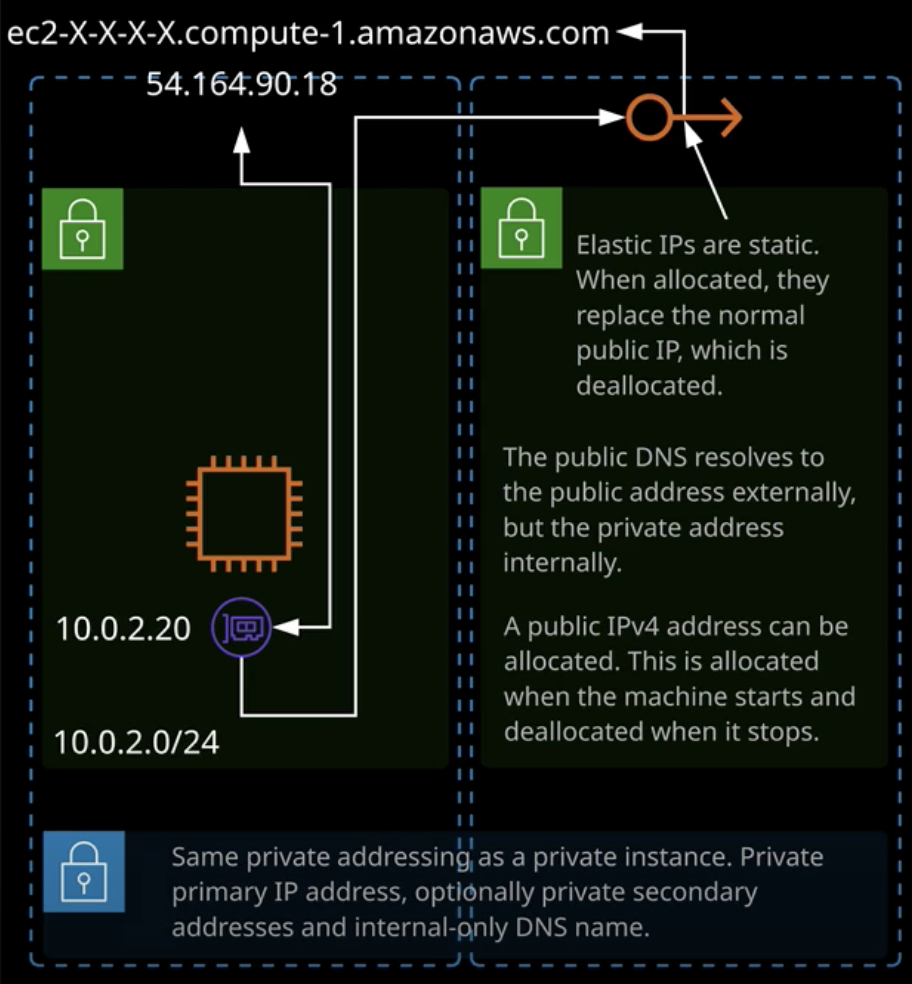 ec2-X-X-X-X.compute-1.amazonaws.com
54.164.90.18
Elastic IPs are static.
When allocated, they
replace the normal
public IP, which is
deallocated.
The public DNS resolves to
the public address externally,
but the private address
internally.
10.0.2.20
A public IPv4 address can be
allocated. This is allocated
when the machine starts and
deallocated when it stops.
10.0.2.0/24
Same private addressing as a private instance. Private
primary IP address, optionally private secondary
addresses and internal-only DNS name.